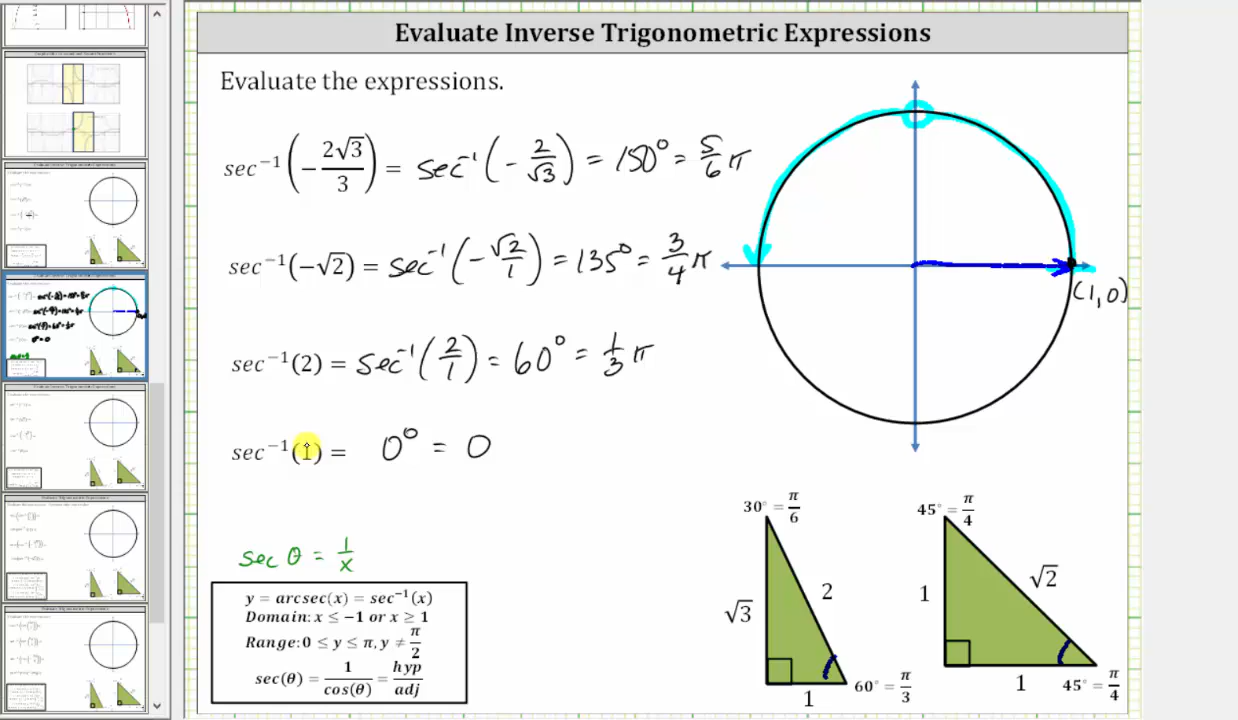 Evaluate Inverse Trigonometric Expressions
Evaluate the expressions.
sec⁻¹(−2√3/3) = sec⁻¹(−2/√3) = 150° = 5/6 π
sec⁻¹(−√2) = sec⁻¹(−√2/1) = 135° = 3/4 π
(1,0)
sec⁻¹(2) = sec⁻¹(2/1) = 60° = 1/3 π
sec⁻¹(1) = 0° = 0
sec θ = 1/x
y = arcsec(x) = sec⁻¹(x)
Domain: x ≤ −1 or x ≥ 1
Range: 0 ≤ y ≤ π, y ≠ π/2
sec(θ) = 1/cos(θ) = hyp/adj
30° = π/6
√3
2
1
60° = π/3
45° = π/4
1
√2
1
45° = π/4